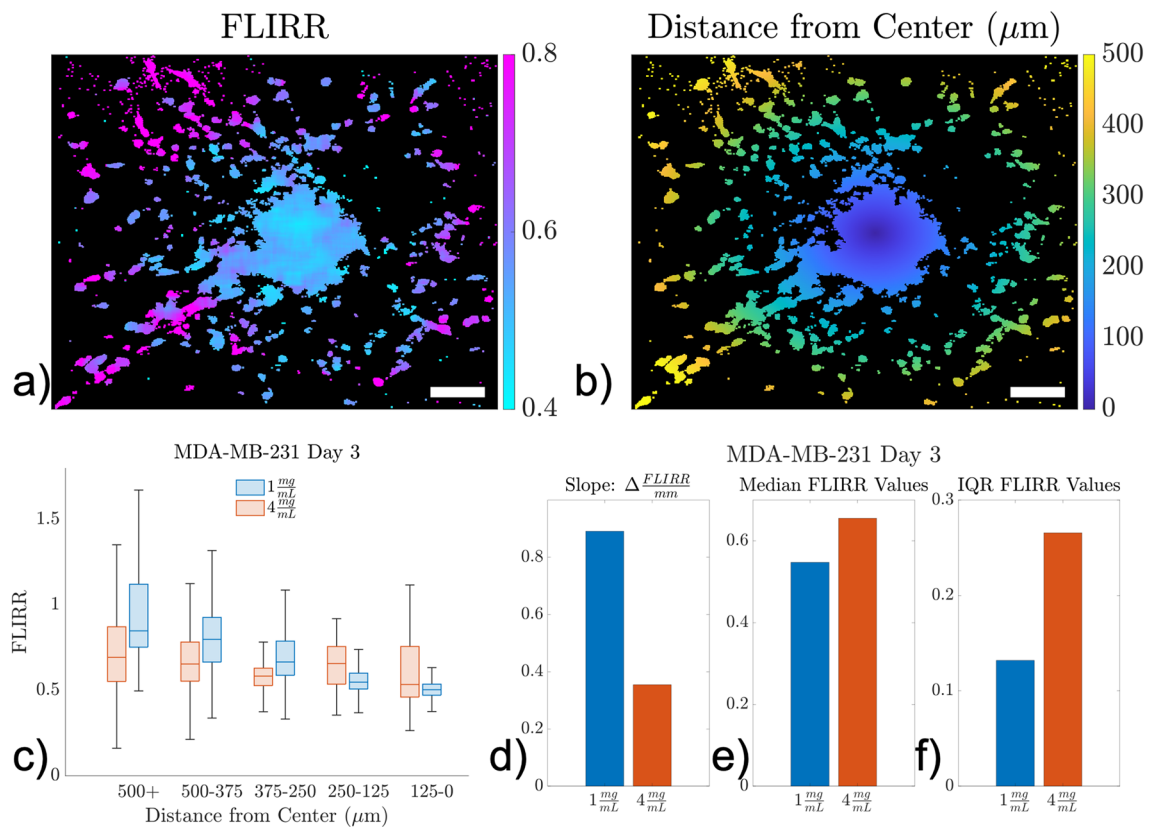 FLIRR
Distance from Center (μm)
0.8
0.6
0.4
500
400
300
200
100
0
a)
b)
MDA-MB-231 Day 3
1 mg/mL
4 mg/mL
FLIRR
1.5
1
0.5
0
500+ 500-375 375-250 250-125 125-0
Distance from Center (μm)
c)
MDA-MB-231 Day 3
Slope: Δ FLIRR/mm
0.8
0.6
0.4
0.2
0
1 mg/mL 4 mg/mL
d)
Median FLIRR Values
0.6
0.4
0.2
0
1 mg/mL 4 mg/mL
e)
IQR FLIRR Values
0.3
0.2
0.1
0
1 mg/mL 4 mg/mL
f)